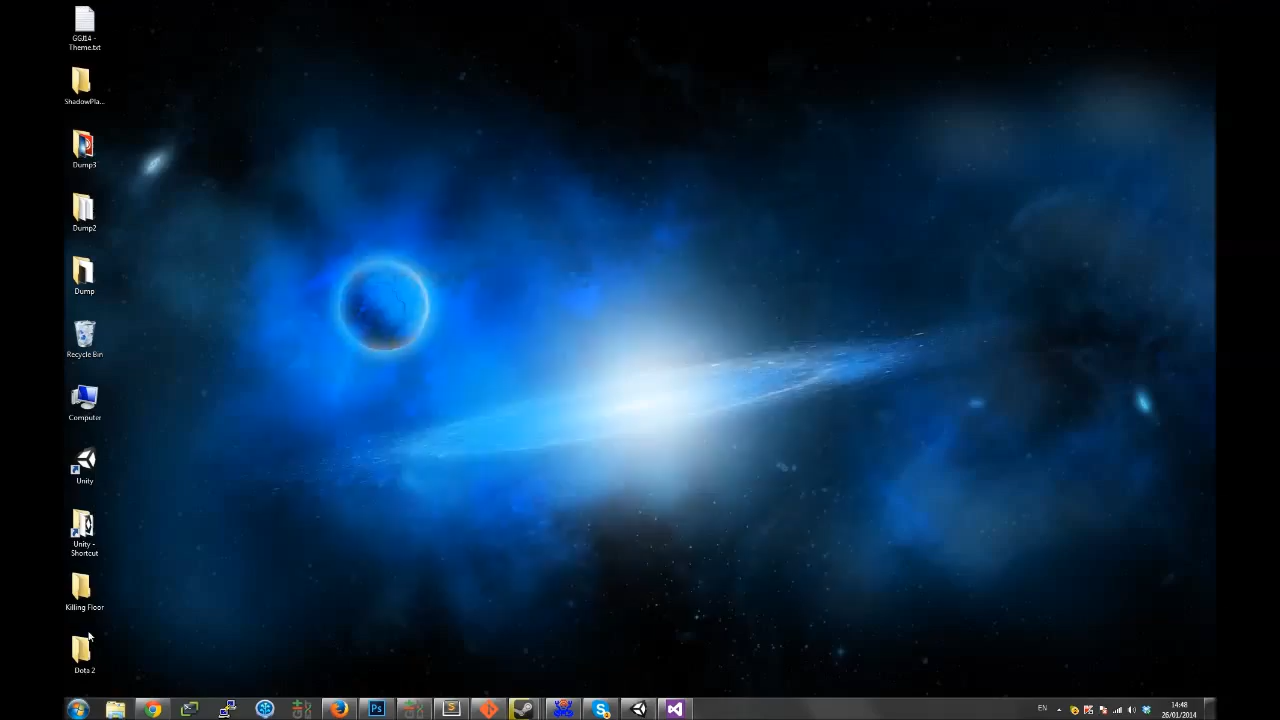 GGJ14 -
Theme.txt
ShadowPla...
Dump3
Dump2
Dump
Recycle Bin
Computer
Unity
Unity -
Shortcut
Killing Floor
Dota 2
Ps
S
EN
14:48
26/01/2014